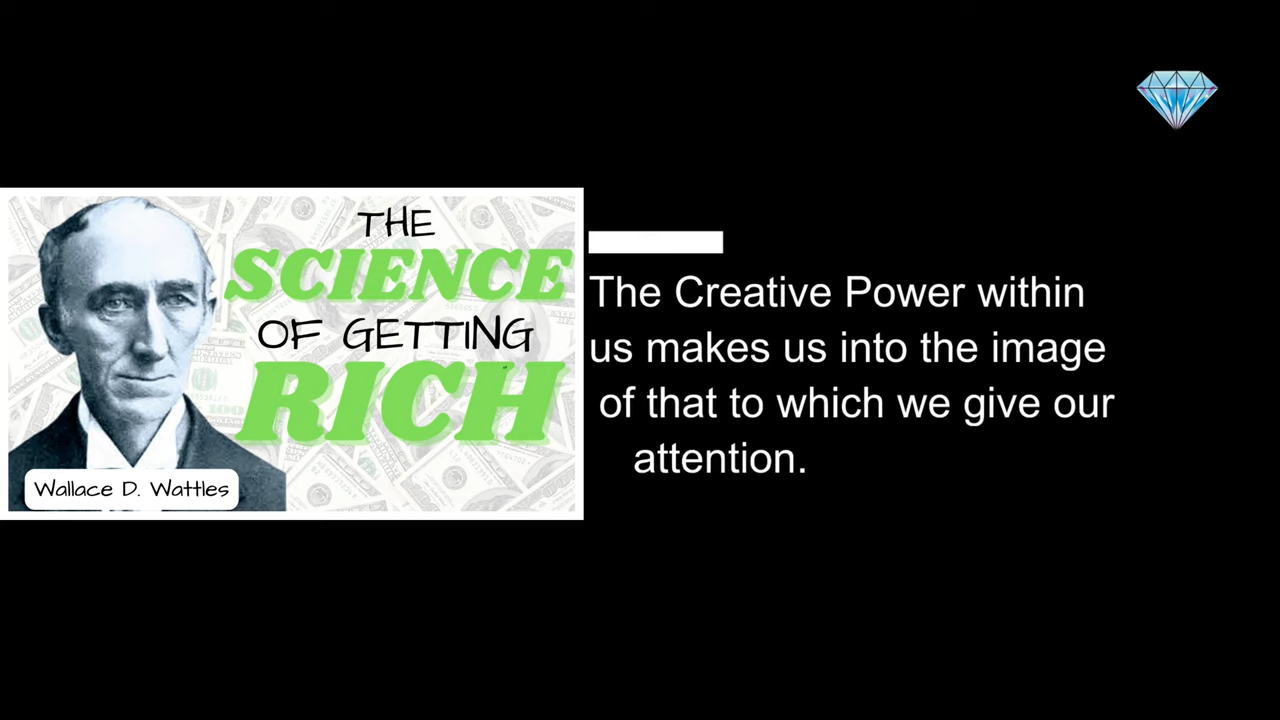 THE
SCIENCE
OF GETTING
RICH
Wallace D. Wattles
The Creative Power within
us makes us into the image
of that to which we give our
attention.